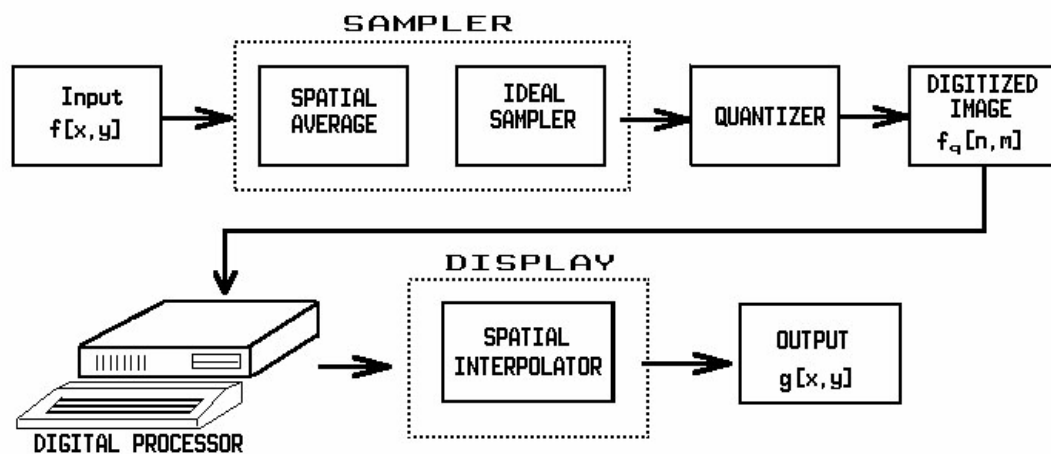 SAMPLER
Input
f[x,y]
SPATIAL
AVERAGE
IDEAL
SAMPLER
QUANTIZER
DIGITIZED
IMAGE
fq[n,m]
DISPLAY
SPATIAL
INTERPOLATOR
OUTPUT
g[x,y]
DIGITAL PROCESSOR